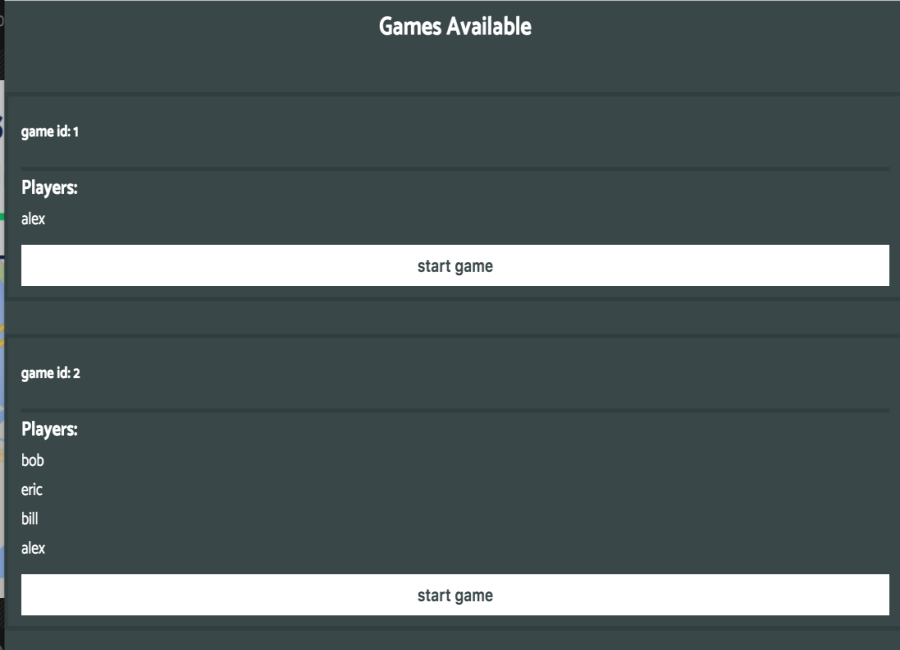 Games Available
game id: 1
Players:
alex
start game
game id: 2
Players:
bob
eric
bill
alex
start game